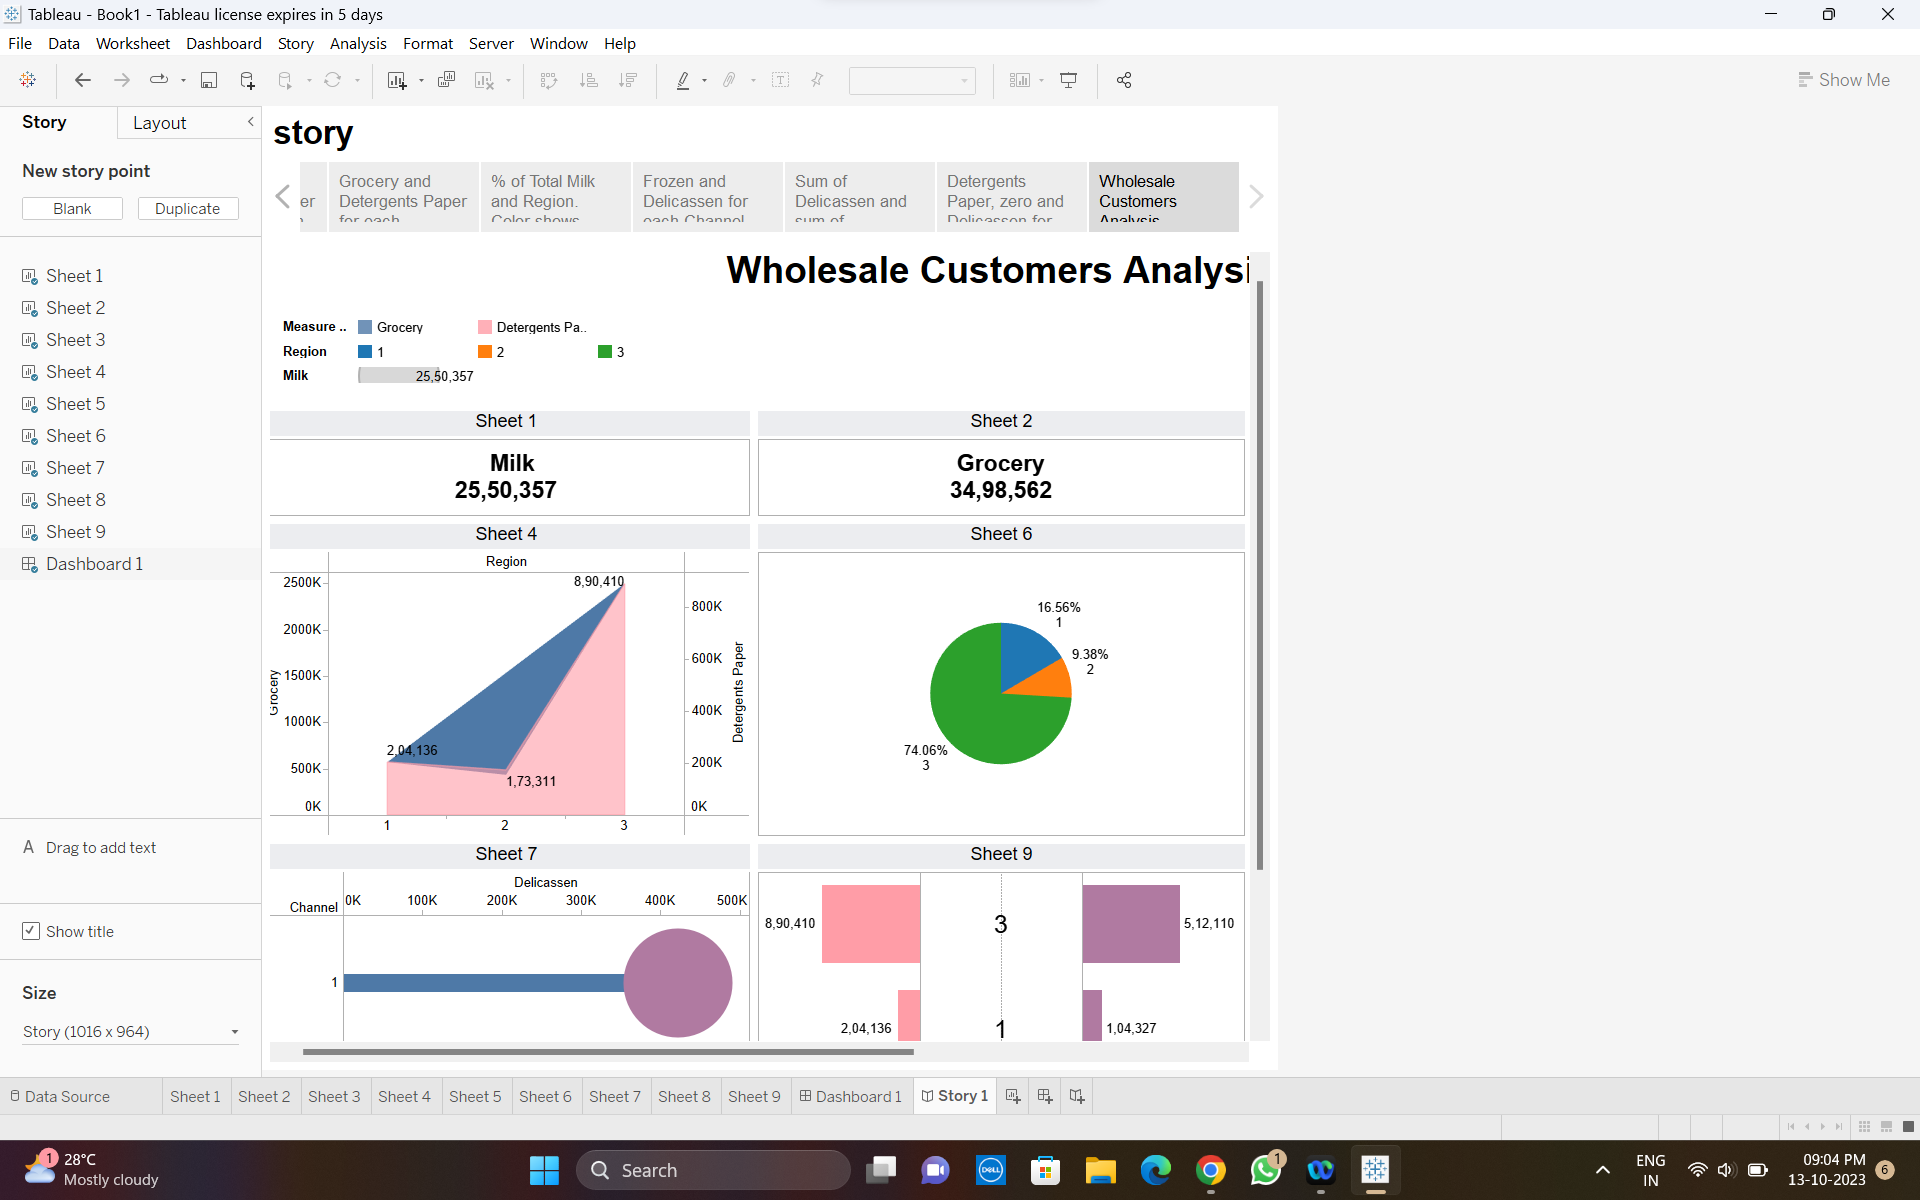 Tableau - Book1 - Tableau license expires in 5 days
File Data Worksheet Dashboard Story Analysis Format Server Window Help
Show Me
Story Layout
New story point
Blank Duplicate
Sheet 1
Sheet 2
Sheet 3
Sheet 4
Sheet 5
Sheet 6
Sheet 7
Sheet 8
Sheet 9
Dashboard 1
A Drag to add text
Show title
Size
Story (1016 x 964)
story
er
Grocery and
Detergents Paper
for each
% of Total Milk
and Region.
Color shows
Frozen and
Delicassen for
each Channel
Sum of
Delicassen and
sum of
Detergents
Paper, zero and
Delicassen for
Wholesale
Customers
Analysis
Wholesale Customers Analysi
Measure .. Grocery Detergents Pa..
Region 1 2 3
Milk 25,50,357
Sheet 1
Milk
25,50,357
Sheet 2
Grocery
34,98,562
Sheet 4
Region
2500K
2000K
1500K
1000K
500K
0K
Grocery
8,90,410
2,04,136
1,73,311
800K
600K
400K
200K
0K
Detergents Paper
1 2 3
Sheet 6
16.56%
1
9.38%
2
74.06%
3
Sheet 7
Delicassen
Channel 0K 100K 200K 300K 400K 500K
1
Sheet 9
8,90,410 3 5,12,110
2,04,136 1 1,04,327
Data Source Sheet 1 Sheet 2 Sheet 3 Sheet 4 Sheet 5 Sheet 6 Sheet 7 Sheet 8 Sheet 9 Dashboard 1 Story 1
1
28°C
Mostly cloudy
Search
DELL
1
ENG
IN
09:04 PM
13-10-2023
6